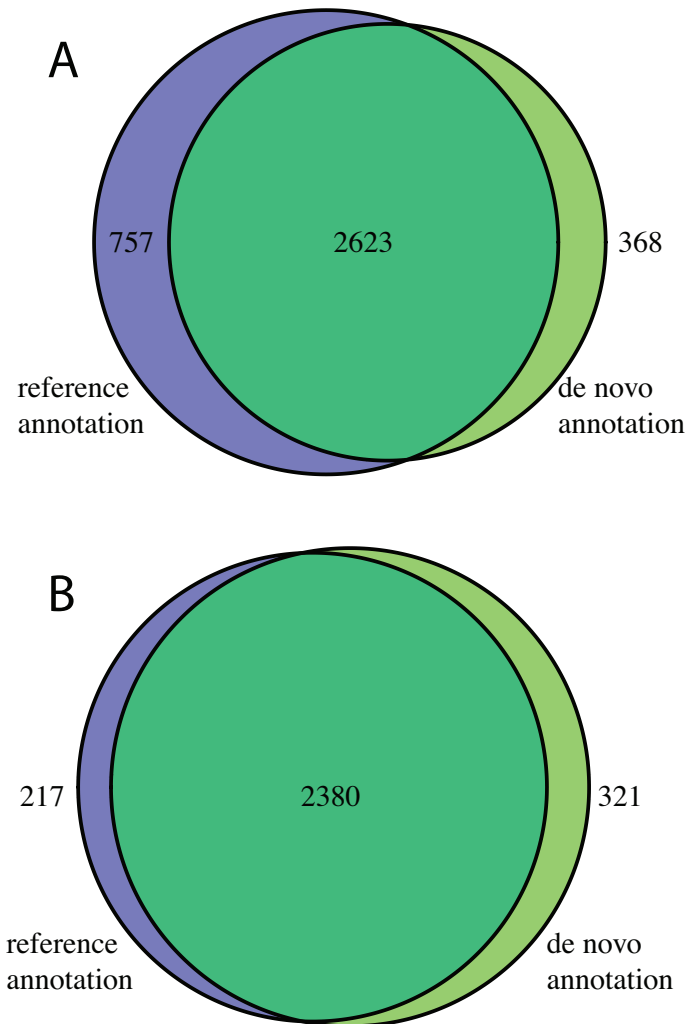 A
757
2623
368
reference
annotation
de novo
annotation
B
217
2380
321
reference
annotation
de novo
annotation